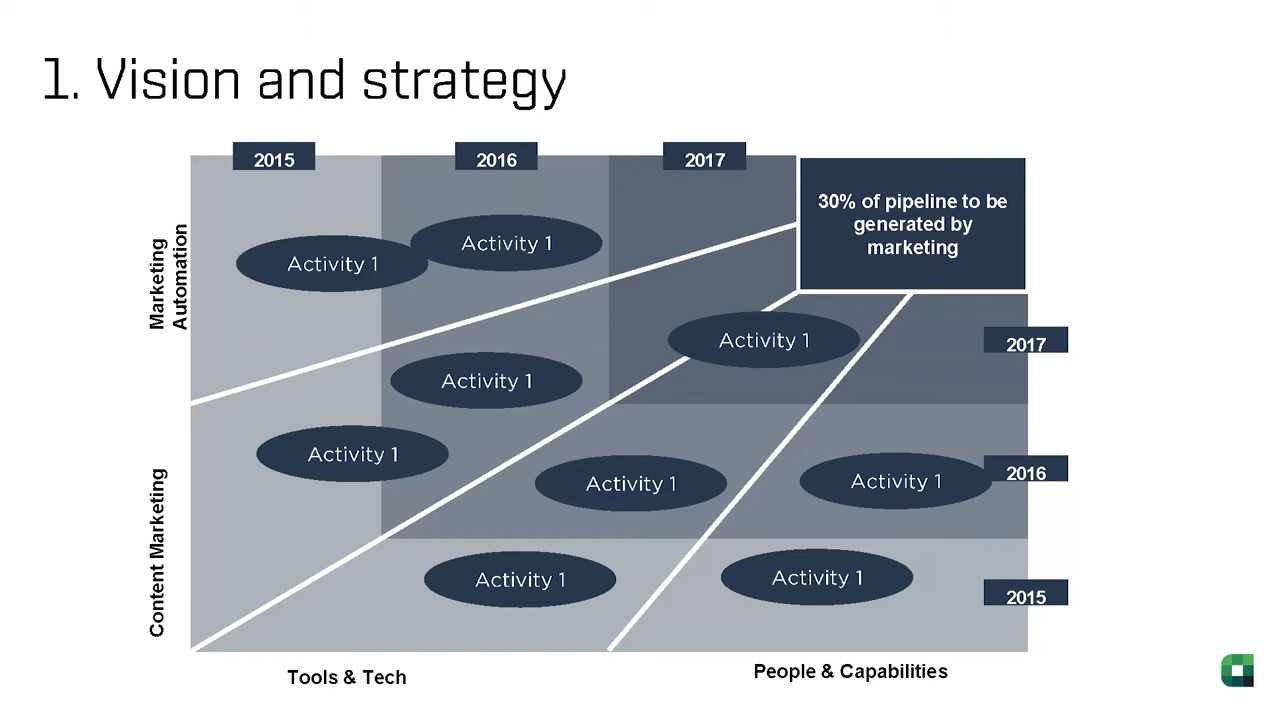 1. Vision and strategy
2015
2016
2017
30% of pipeline to be
generated by
marketing
Marketing
Automation
Activity 1
Activity 1
Activity 1
2017
Activity 1
Activity 1
Activity 1
Activity 1
2016
Content Marketing
Activity 1
Activity 1
2015
Tools & Tech
People & Capabilities